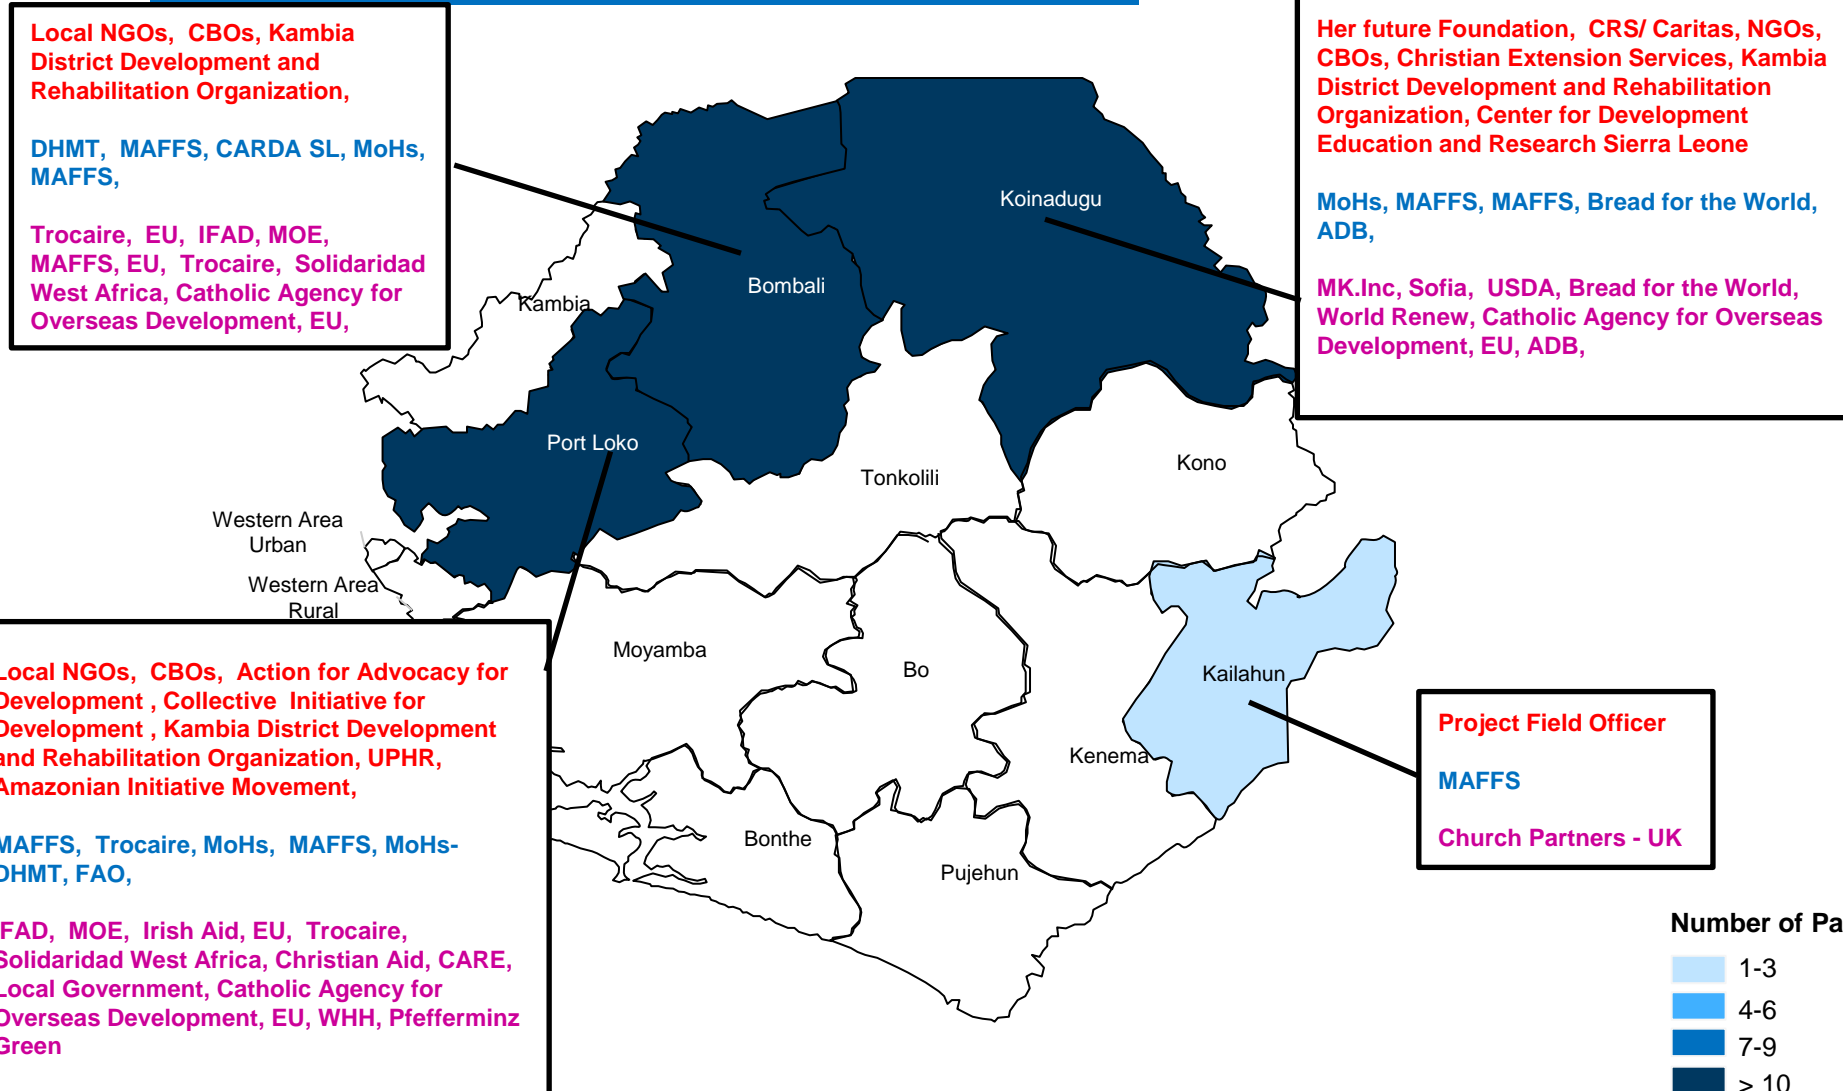 Local NGOs, CBOs, Kambia
District Development and
Rehabilitation Organization,
DHMT, MAFFS, CARDA SL, MoHs,
MAFFS,
Trocaire, EU, IFAD, MOE,
MAFFS, EU, Trocaire, Solidaridad
West Africa, Catholic Agency for
Overseas Development, EU,
Her future Foundation, CRS/ Caritas, NGOs,
CBOs, Christian Extension Services, Kambia
District Development and Rehabilitation
Organization, Center for Development
Education and Research Sierra Leone
MoHs, MAFFS, MAFFS, Bread for the World,
ADB,
MK.Inc, Sofia, USDA, Bread for the World,
World Renew, Catholic Agency for Overseas
Development, EU, ADB,
Koinadugu
Bombali
Kambia
Port Loko
Tonkolili
Kono
Western Area
Urban
Western Area
Rural
Moyamba
Bo
Kailahun
Kenema
Bonthe
Pujehun
Local NGOs, CBOs, Action for Advocacy for
Development , Collective Initiative for
Development , Kambia District Development
and Rehabilitation Organization, UPHR,
Amazonian Initiative Movement,
MAFFS, Trocaire, MoHs, MAFFS, MoHs-
DHMT, FAO,
IFAD, MOE, Irish Aid, EU, Trocaire,
Solidaridad West Africa, Christian Aid, CARE,
Local Government, Catholic Agency for
Overseas Development, EU, WHH, Pfefferminz
Green
Project Field Officer
MAFFS
Church Partners - UK
Number of Pa
1-3
4-6
7-9
> 10